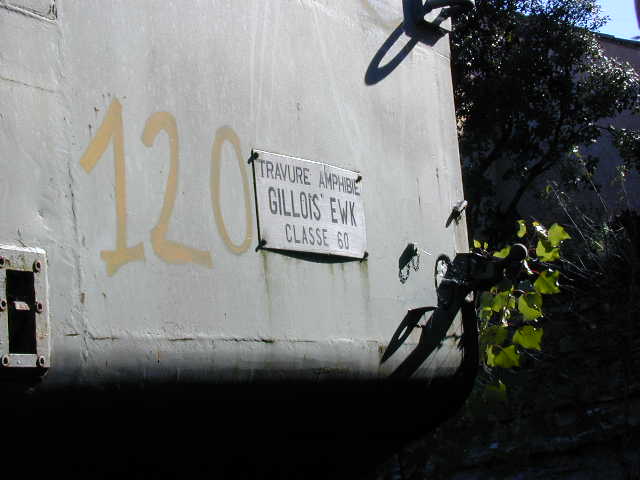 120
TRAVURE AMPHIBIE
GILLOIS EWK
CLASSE 60